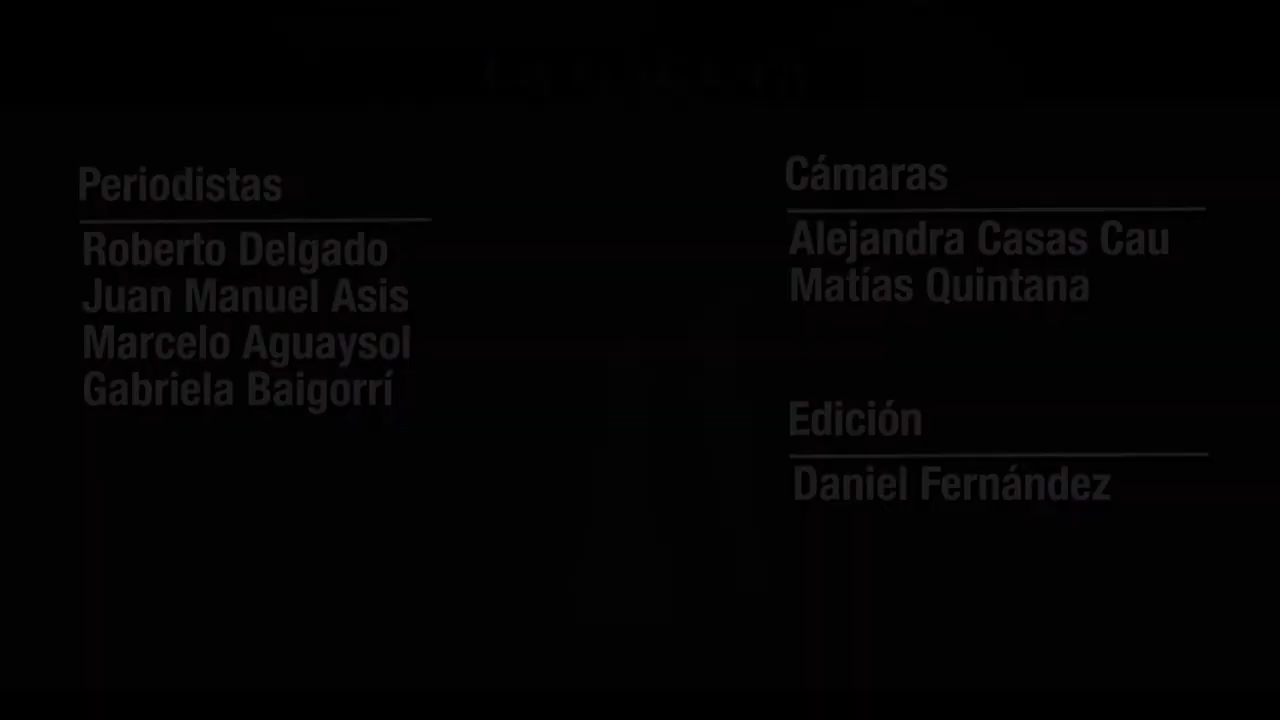 Periodistas
Roberto Delgado
Juan Manuel Asis
Marcelo Aguaysol
Gabriela Baigorrí
Cámaras
Alejandra Casas Cau
Matías Quintana
Edición
Daniel Fernández